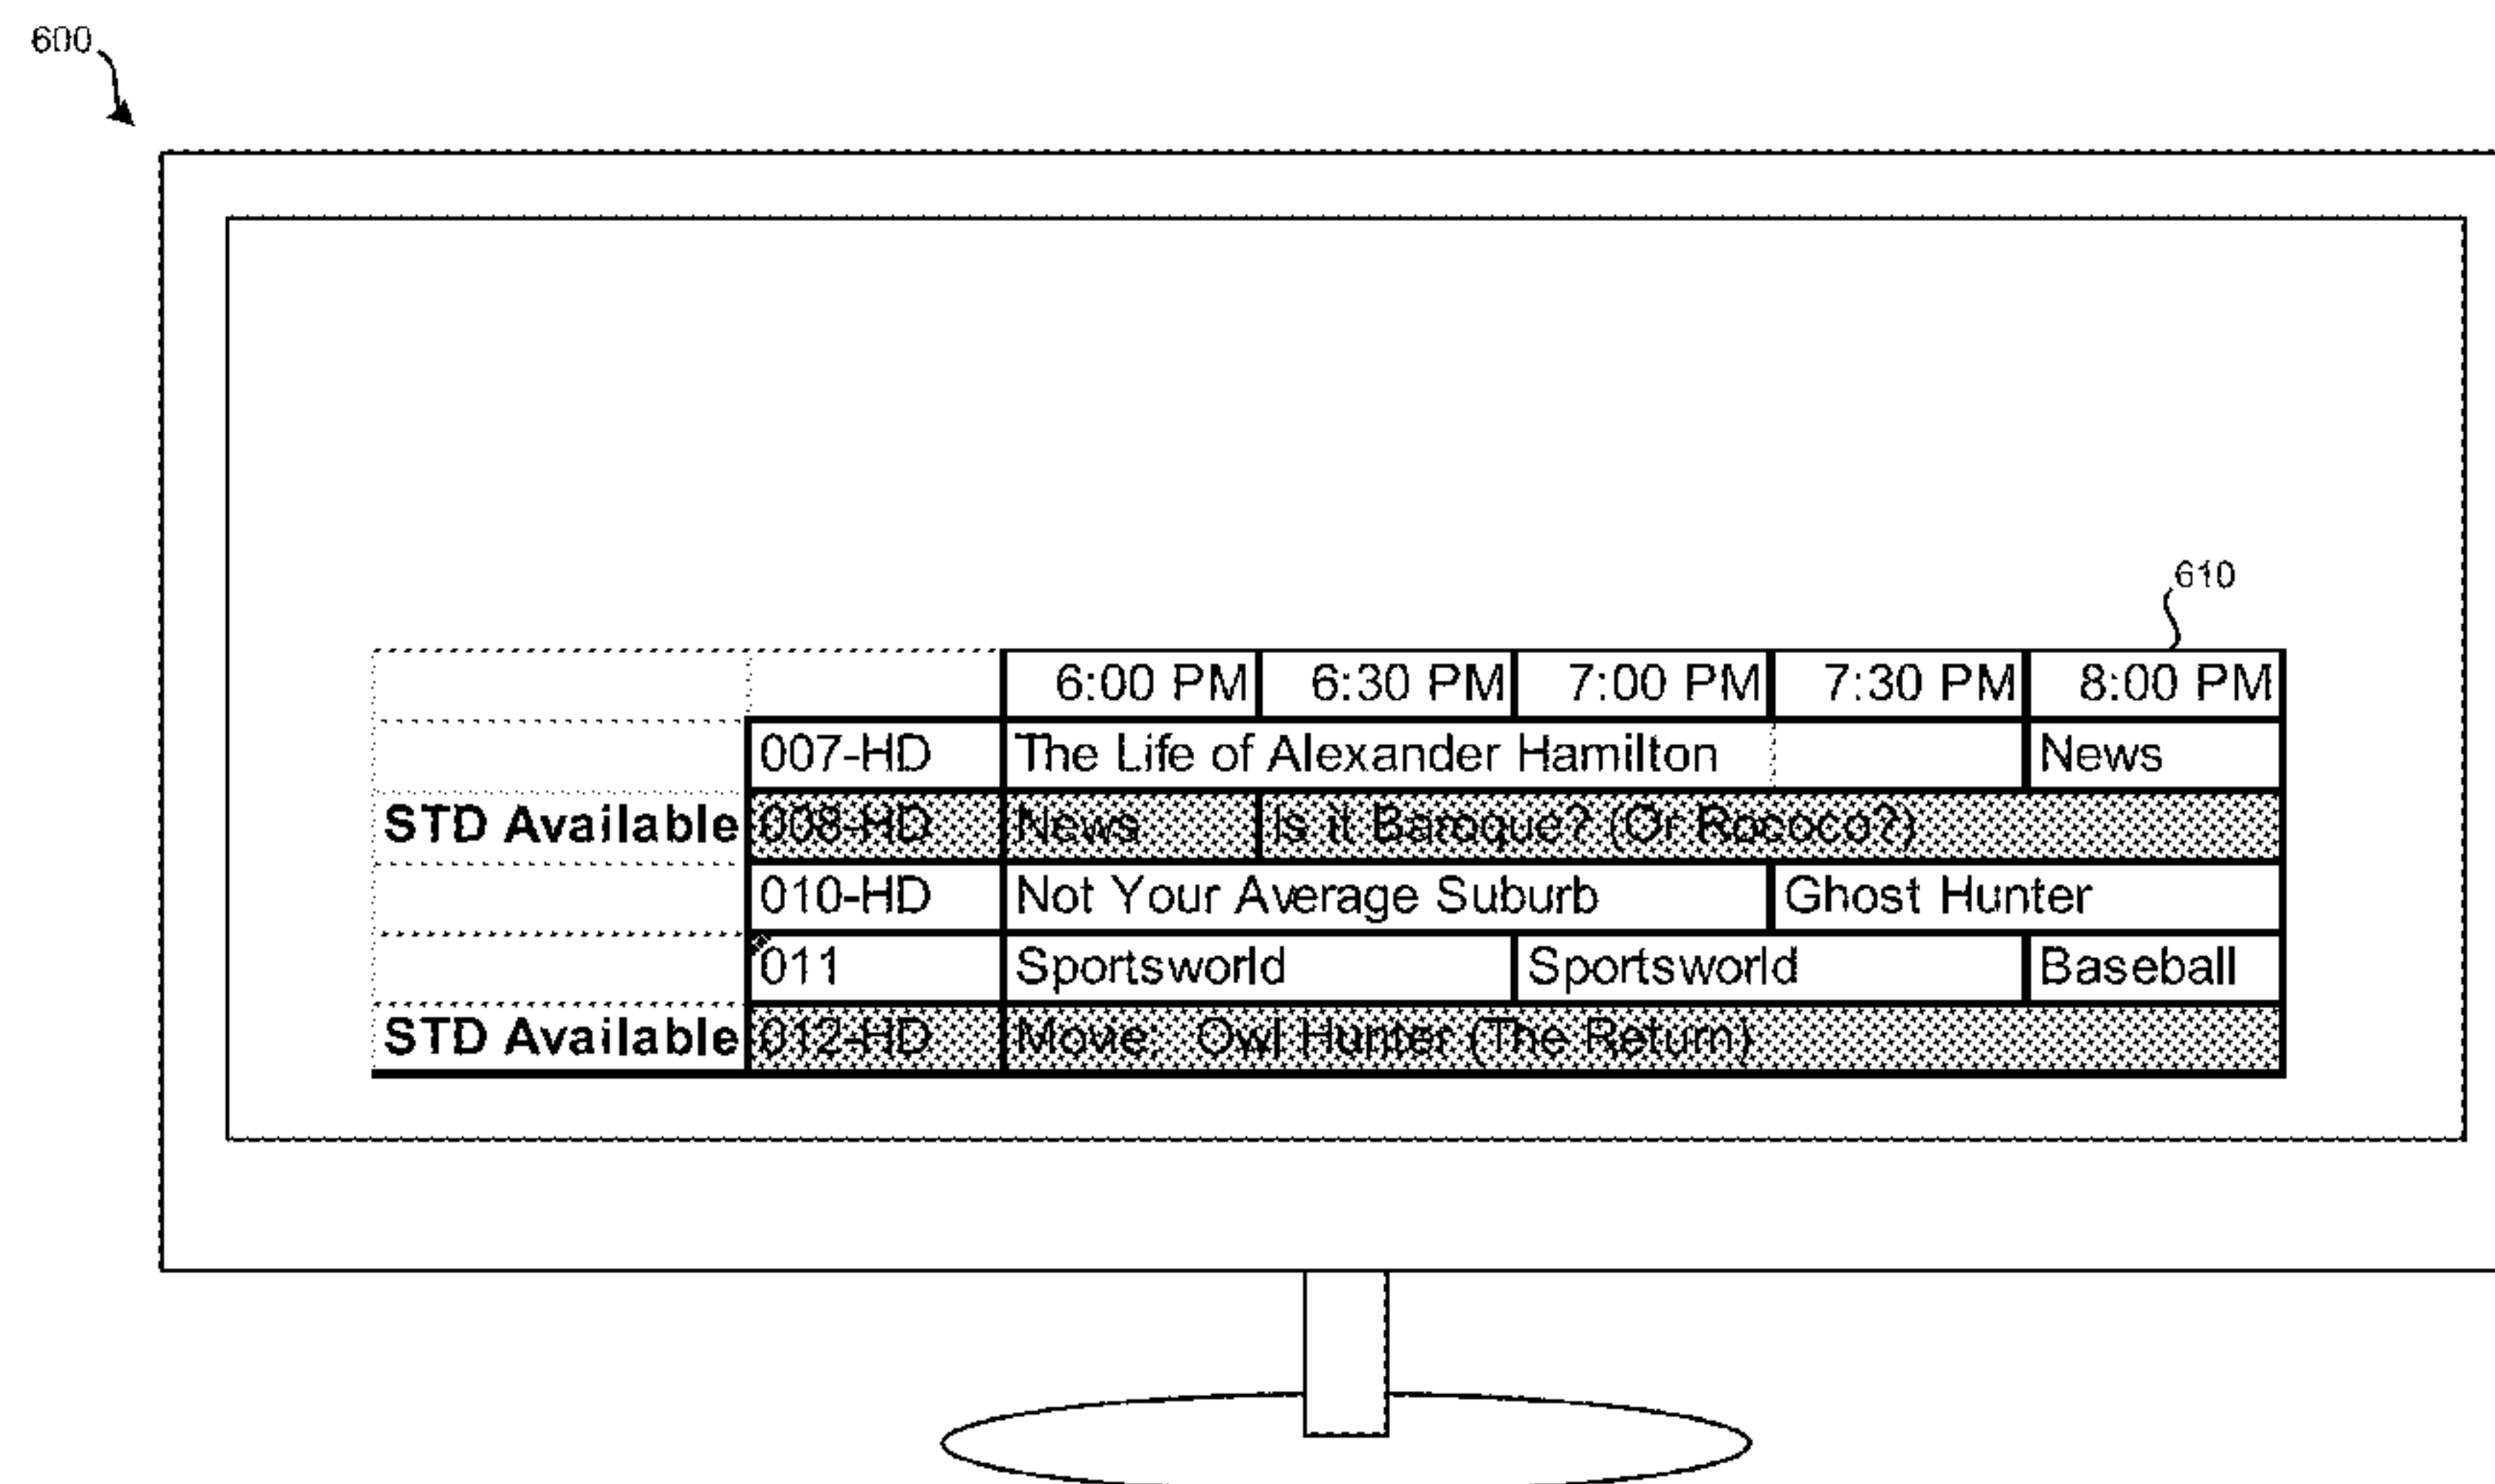 600
610
6:00 PM 6:30 PM 7:00 PM 7:30 PM 8:00 PM
007-HD The Life of Alexander Hamilton News
STD Available 008-HD News Is it Baroque? (Or Rococo?)
010-HD Not Your Average Suburb Ghost Hunter
011 Sportsworld Sportsworld Baseball
STD Available 012-HD Movie: Owl Hunter (The Return)